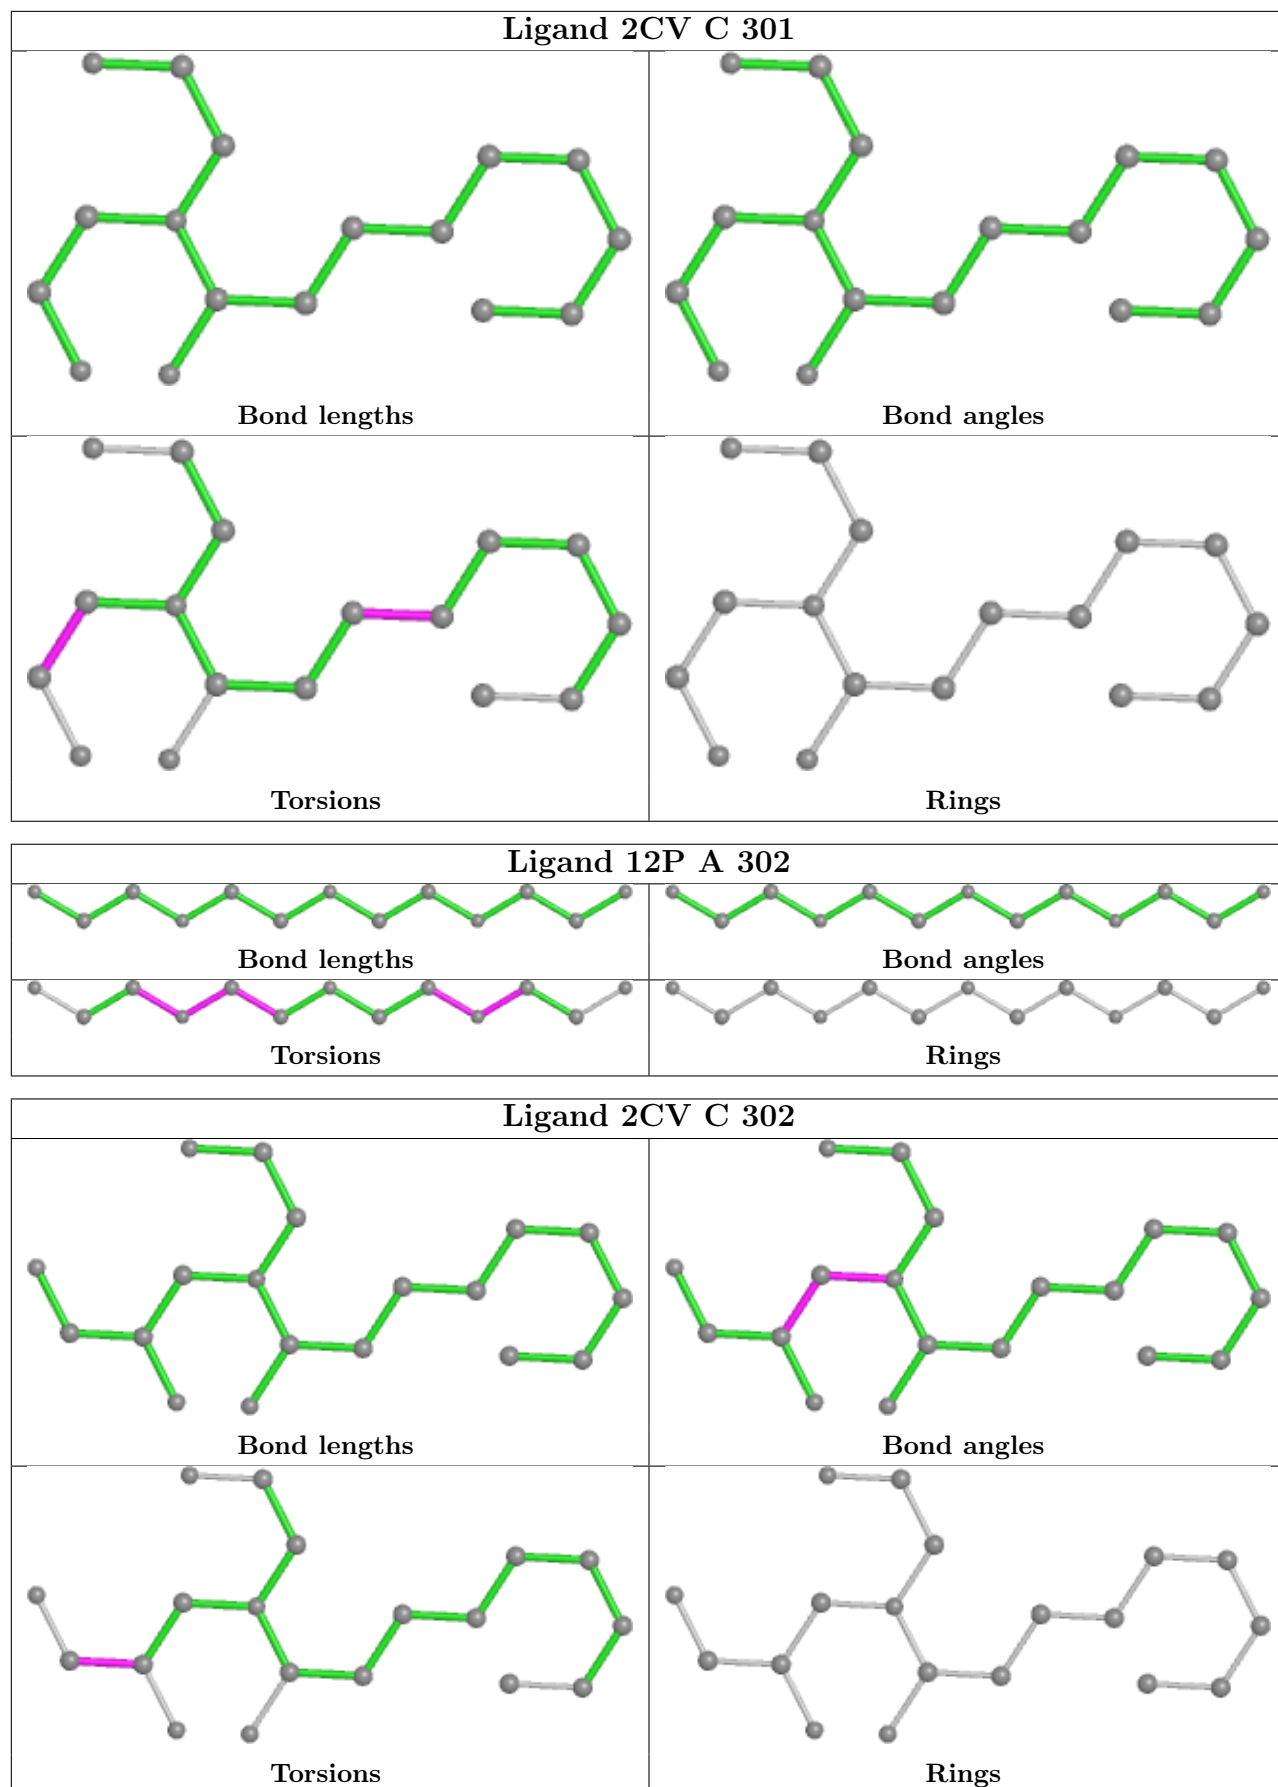 Ligand 2CV C 301
Bond lengths
Bond angles
Torsions
Rings
Ligand 12P A 302
Bond lengths
Bond angles
Torsions
Rings
Ligand 2CV C 302
Bond lengths
Bond angles
Torsions
Rings